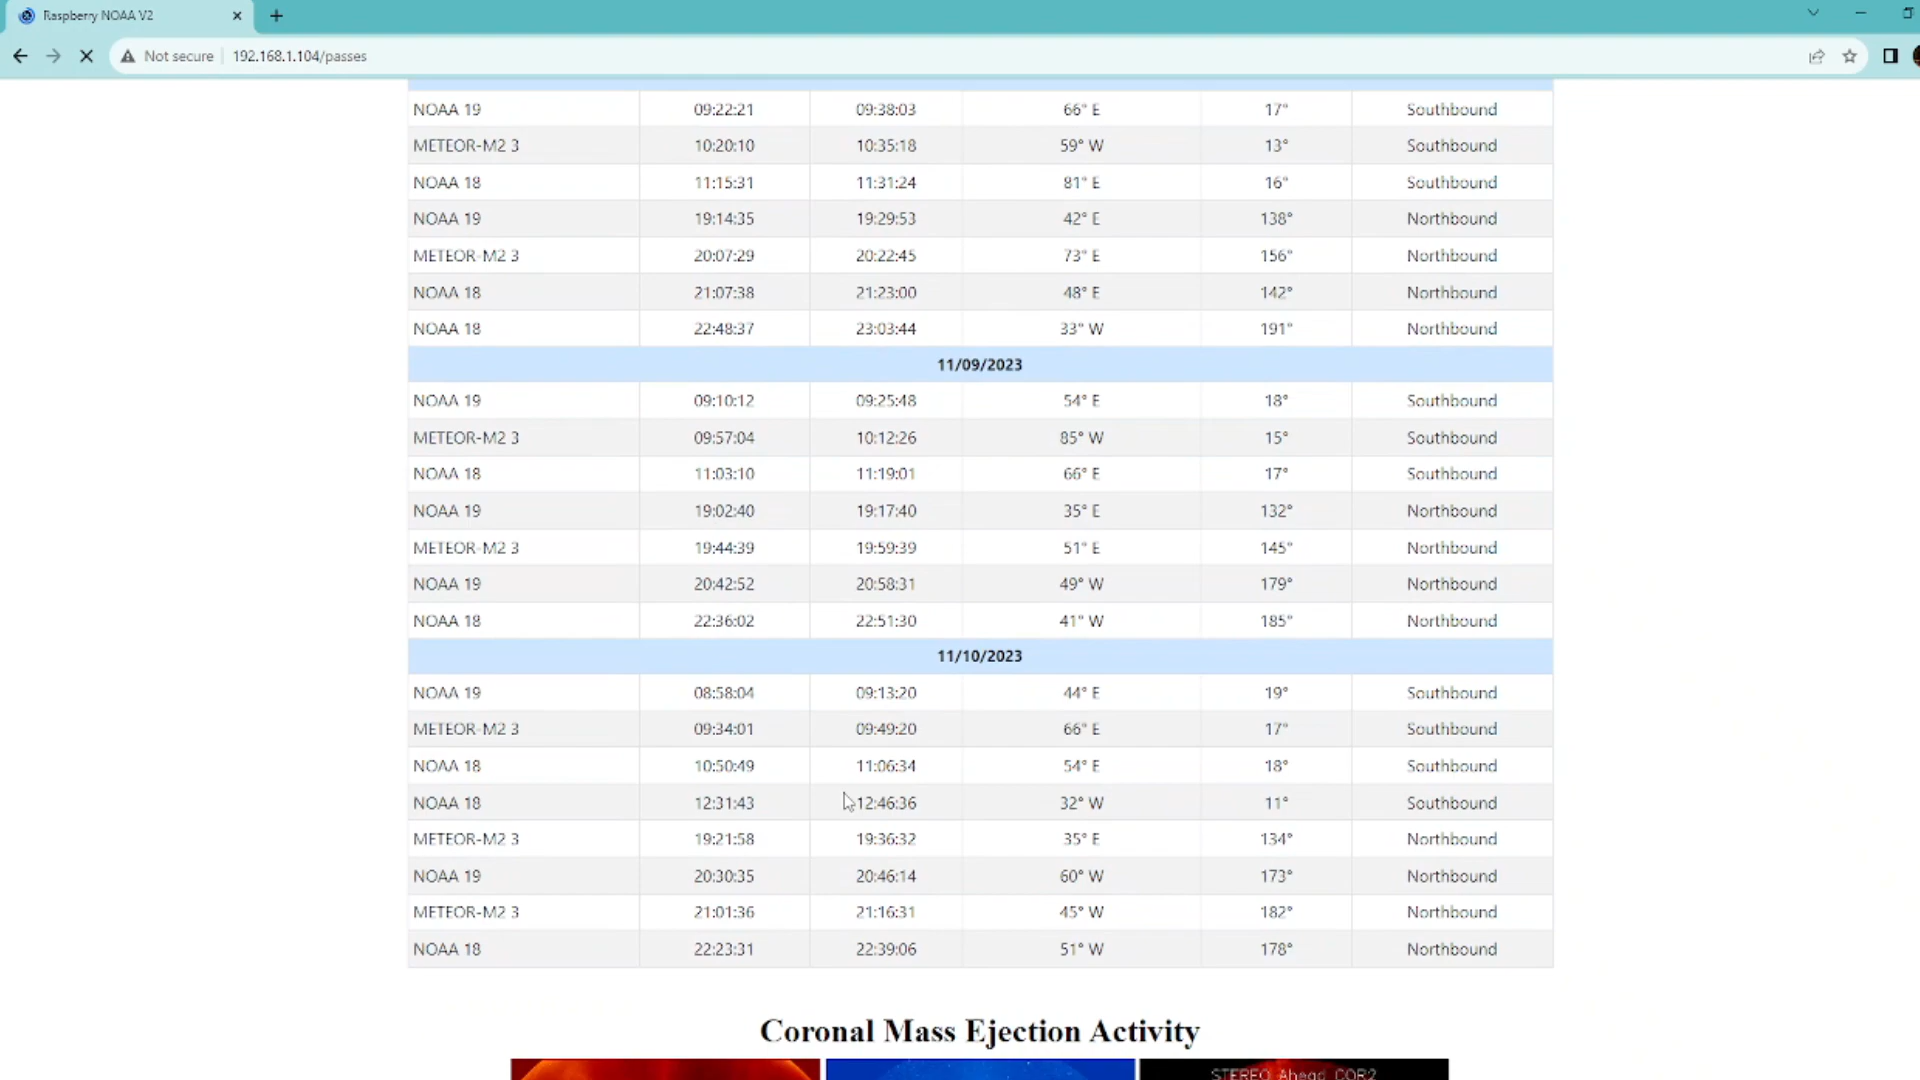 Raspberry NOAA V2
Not secure 192.168.1.104/passes
NOAA 19 09:22:21 09:38:03 66° E 17° Southbound
METEOR-M2 3 10:20:10 10:35:18 59° W 13° Southbound
NOAA 18 11:15:31 11:31:24 81° E 16° Southbound
NOAA 19 19:14:35 19:29:53 42° E 138° Northbound
METEOR-M2 3 20:07:29 20:22:45 73° E 156° Northbound
NOAA 18 21:07:38 21:23:00 48° E 142° Northbound
NOAA 18 22:48:37 23:03:44 33° W 191° Northbound
11/09/2023
NOAA 19 09:10:12 09:25:48 54° E 18° Southbound
METEOR-M2 3 09:57:04 10:12:26 85° W 15° Southbound
NOAA 18 11:03:10 11:19:01 66° E 17° Southbound
NOAA 19 19:02:40 19:17:40 35° E 132° Northbound
METEOR-M2 3 19:44:39 19:59:39 51° E 145° Northbound
NOAA 19 20:42:52 20:58:31 49° W 179° Northbound
NOAA 18 22:36:02 22:51:30 41° W 185° Northbound
11/10/2023
NOAA 19 08:58:04 09:13:20 44° E 19° Southbound
METEOR-M2 3 09:34:01 09:49:20 66° E 17° Southbound
NOAA 18 10:50:49 11:06:34 54° E 18° Southbound
NOAA 18 12:31:43 12:46:36 32° W 11° Southbound
METEOR-M2 3 19:21:58 19:36:32 35° E 134° Northbound
NOAA 19 20:30:35 20:46:14 60° W 173° Northbound
METEOR-M2 3 21:01:36 21:16:31 45° W 182° Northbound
NOAA 18 22:23:31 22:39:06 51° W 178° Northbound
Coronal Mass Ejection Activity
STEREO Ahead COR2